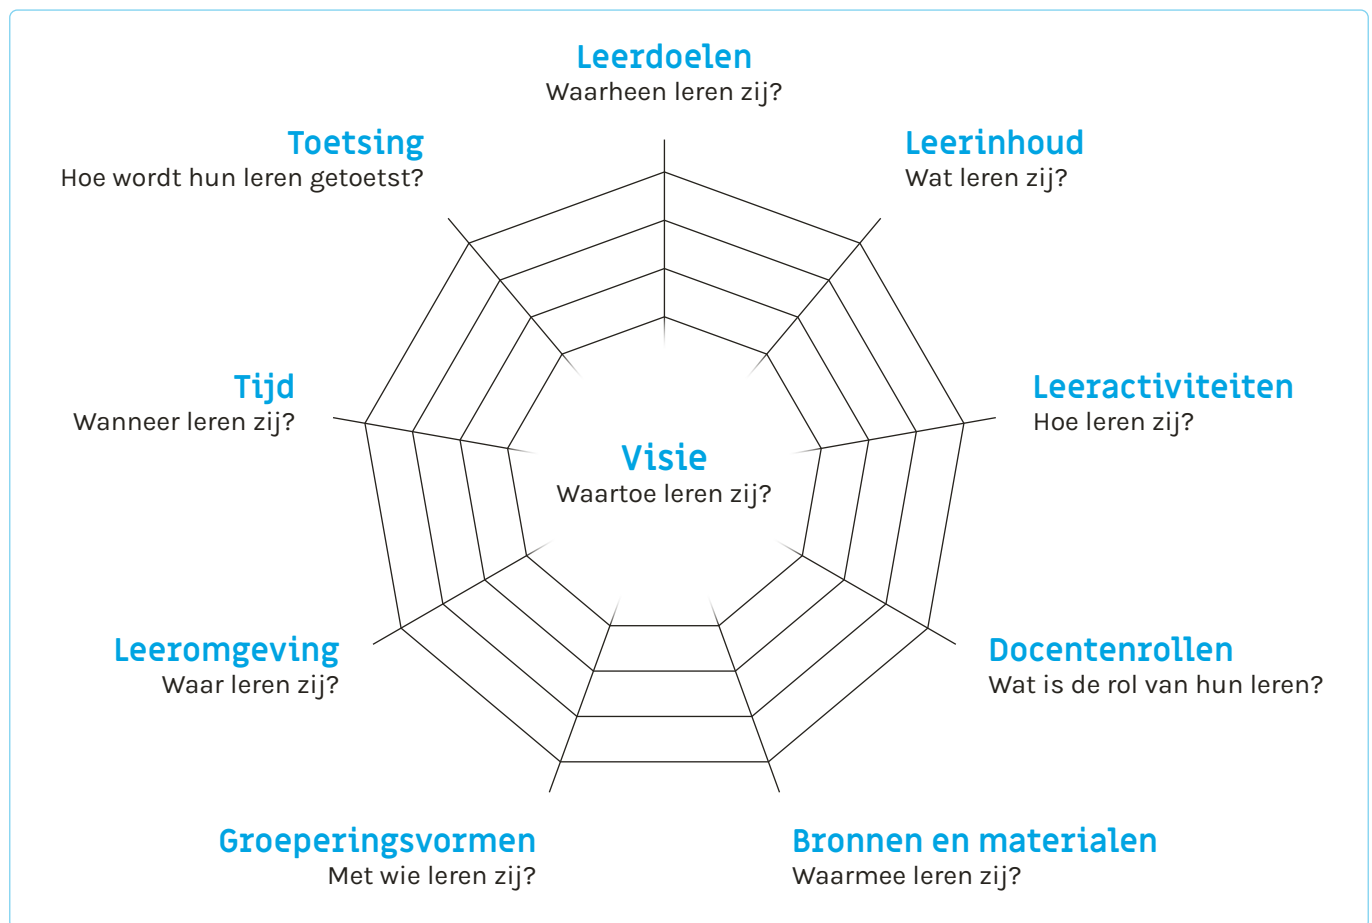 Leerdoelen
Waarheen leren zij?
Leerinhoud
Wat leren zij?
Leeractiviteiten
Hoe leren zij?
Docentenrollen
Wat is de rol van hun leren?
Bronnen en materialen
Waarmee leren zij?
Groeperingsvormen
Met wie leren zij?
Leeromgeving
Waar leren zij?
Tijd
Wanneer leren zij?
Toetsing
Hoe wordt hun leren getoetst?
Visie
Waartoe leren zij?